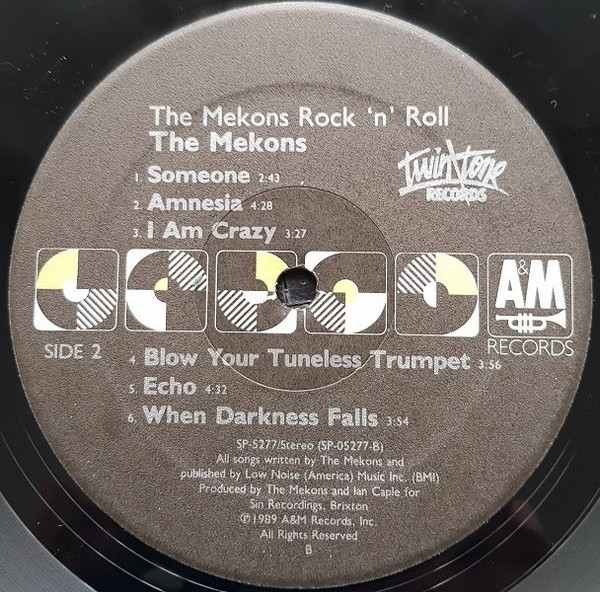 The Mekons Rock 'n' Roll
The Mekons
twin/tone
RECORDS
1. Someone 2:43
2. Amnesia 4:28
3. I Am Crazy 3:27
A&M
RECORDS
SIDE 2
4. Blow Your Tuneless Trumpet 3:56
5. Echo 4:32
6. When Darkness Falls 3:54
SP-5277/Stereo (SP-05277-B)
All songs written by The Mekons and
published by Low Noise (America) Music Inc. (BMI)
Produced by The Mekons and Ian Caple for
Sin Recordings, Brixton
℗1989 A&M Records, Inc.
All Rights Reserved
B